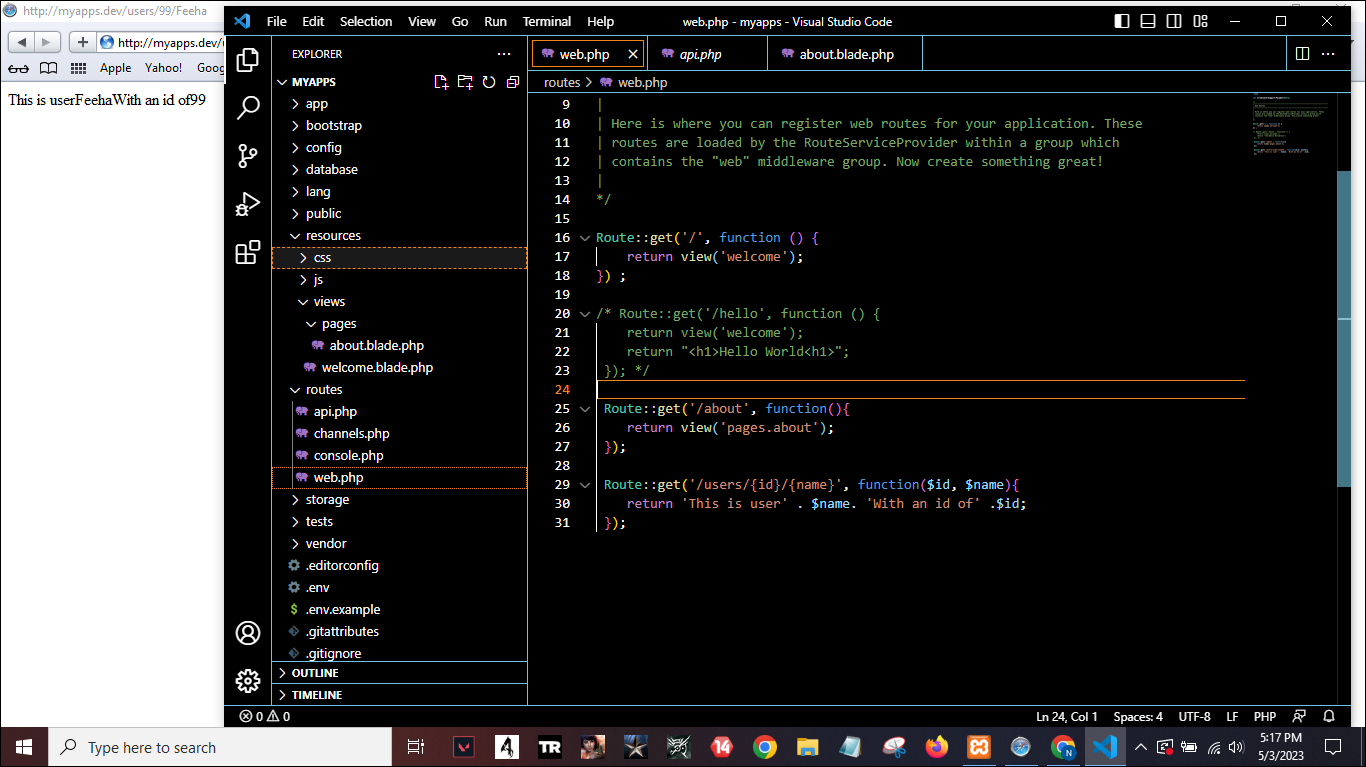 http://myapps.dev/users/99/Feeha
http://myapps.dev/u
Apple Yahoo! Goog
This is userFeehaWith an id of99
File Edit Selection View Go Run Terminal Help
web.php - myapps - Visual Studio Code
EXPLORER
MYAPPS
app
bootstrap
config
database
lang
public
resources
css
js
views
pages
about.blade.php
welcome.blade.php
routes
api.php
channels.php
console.php
web.php
storage
tests
vendor
.editorconfig
.env
$ .env.example
.gitattributes
.gitignore
OUTLINE
TIMELINE
web.php api.php about.blade.php
routes > web.php
9 |
10 | Here is where you can register web routes for your application. These
11 | routes are loaded by the RouteServiceProvider within a group which
12 | contains the "web" middleware group. Now create something great!
13 |
14 */
15
16 Route::get('/', function () {
17 return view('welcome');
18 }) ;
19
20 /* Route::get('/hello', function () {
21 return view('welcome');
22 return "<h1>Hello World<h1>";
23 }); */
24
25 Route::get('/about', function(){
26 return view('pages.about');
27 });
28
29 Route::get('/users/{id}/{name}', function($id, $name){
30 return 'This is user' . $name. 'With an id of' .$id;
31 });
0 0
Ln 24, Col 1 Spaces: 4 UTF-8 LF PHP
Type here to search
4 TR 14 N
5:17 PM
5/3/2023